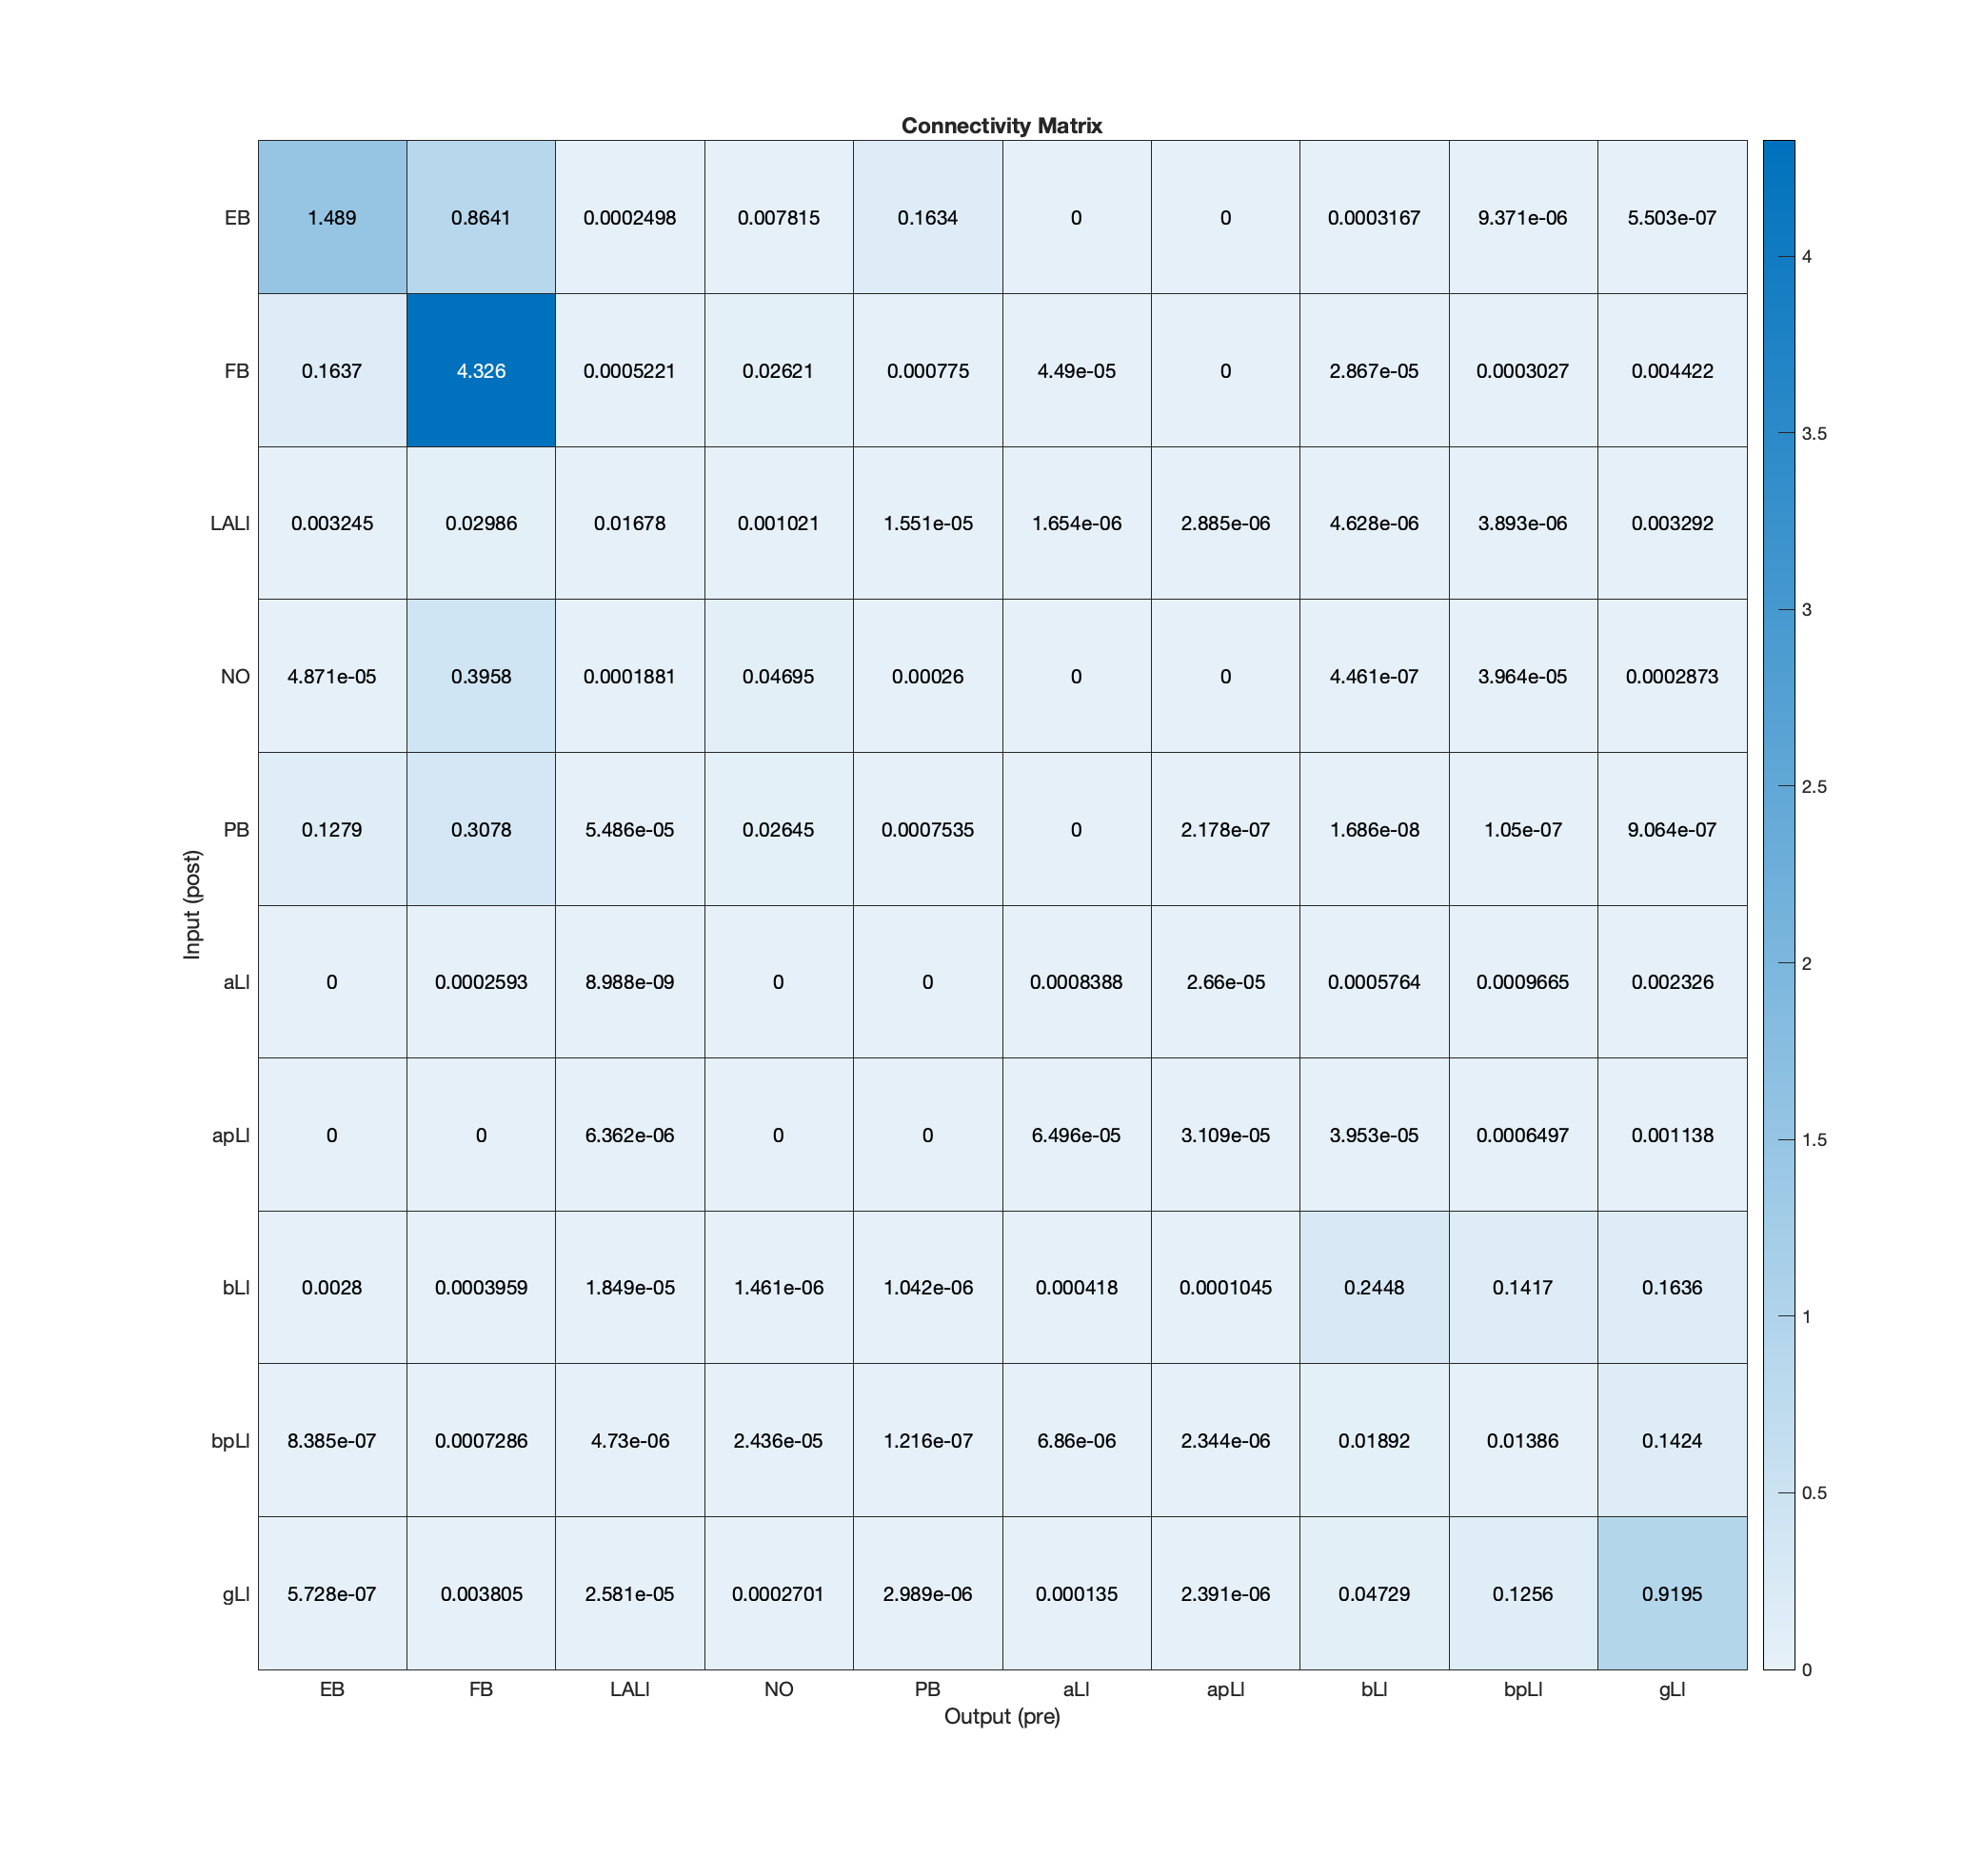 Connectivity Matrix
EB 1.489 0.8641 0.0002498 0.007815 0.1634 0 0 0.0003167 9.371e-06 5.503e-07
4
FB 0.1637 4.326 0.0005221 0.02621 0.000775 4.49e-05 0 2.867e-05 0.0003027 0.004422
3.5
LALl 0.003245 0.02986 0.01678 0.001021 1.551e-05 1.654e-06 2.885e-06 4.628e-06 3.893e-06 0.003292
3
NO 4.871e-05 0.3958 0.0001881 0.04695 0.00026 0 0 4.461e-07 3.964e-05 0.0002873
2.5
PB 0.1279 0.3078 5.486e-05 0.02645 0.0007535 0 2.178e-07 1.686e-08 1.05e-07 9.064e-07
Input (post)
2
aLl 0 0.0002593 8.988e-09 0 0 0.0008388 2.66e-05 0.0005764 0.0009665 0.002326
apLl 0 0 6.362e-06 0 0 6.496e-05 3.109e-05 3.953e-05 0.0006497 0.001138
1.5
bLl 0.0028 0.0003959 1.849e-05 1.461e-06 1.042e-06 0.000418 0.0001045 0.2448 0.1417 0.1636
1
bpLl 8.385e-07 0.0007286 4.73e-06 2.436e-05 1.216e-07 6.86e-06 2.344e-06 0.01892 0.01386 0.1424
0.5
gLl 5.728e-07 0.003805 2.581e-05 0.0002701 2.989e-06 0.000135 2.391e-06 0.04729 0.1256 0.9195
0
EB FB LALl NO PB aLl apLl bLl bpLl gLl
Output (pre)